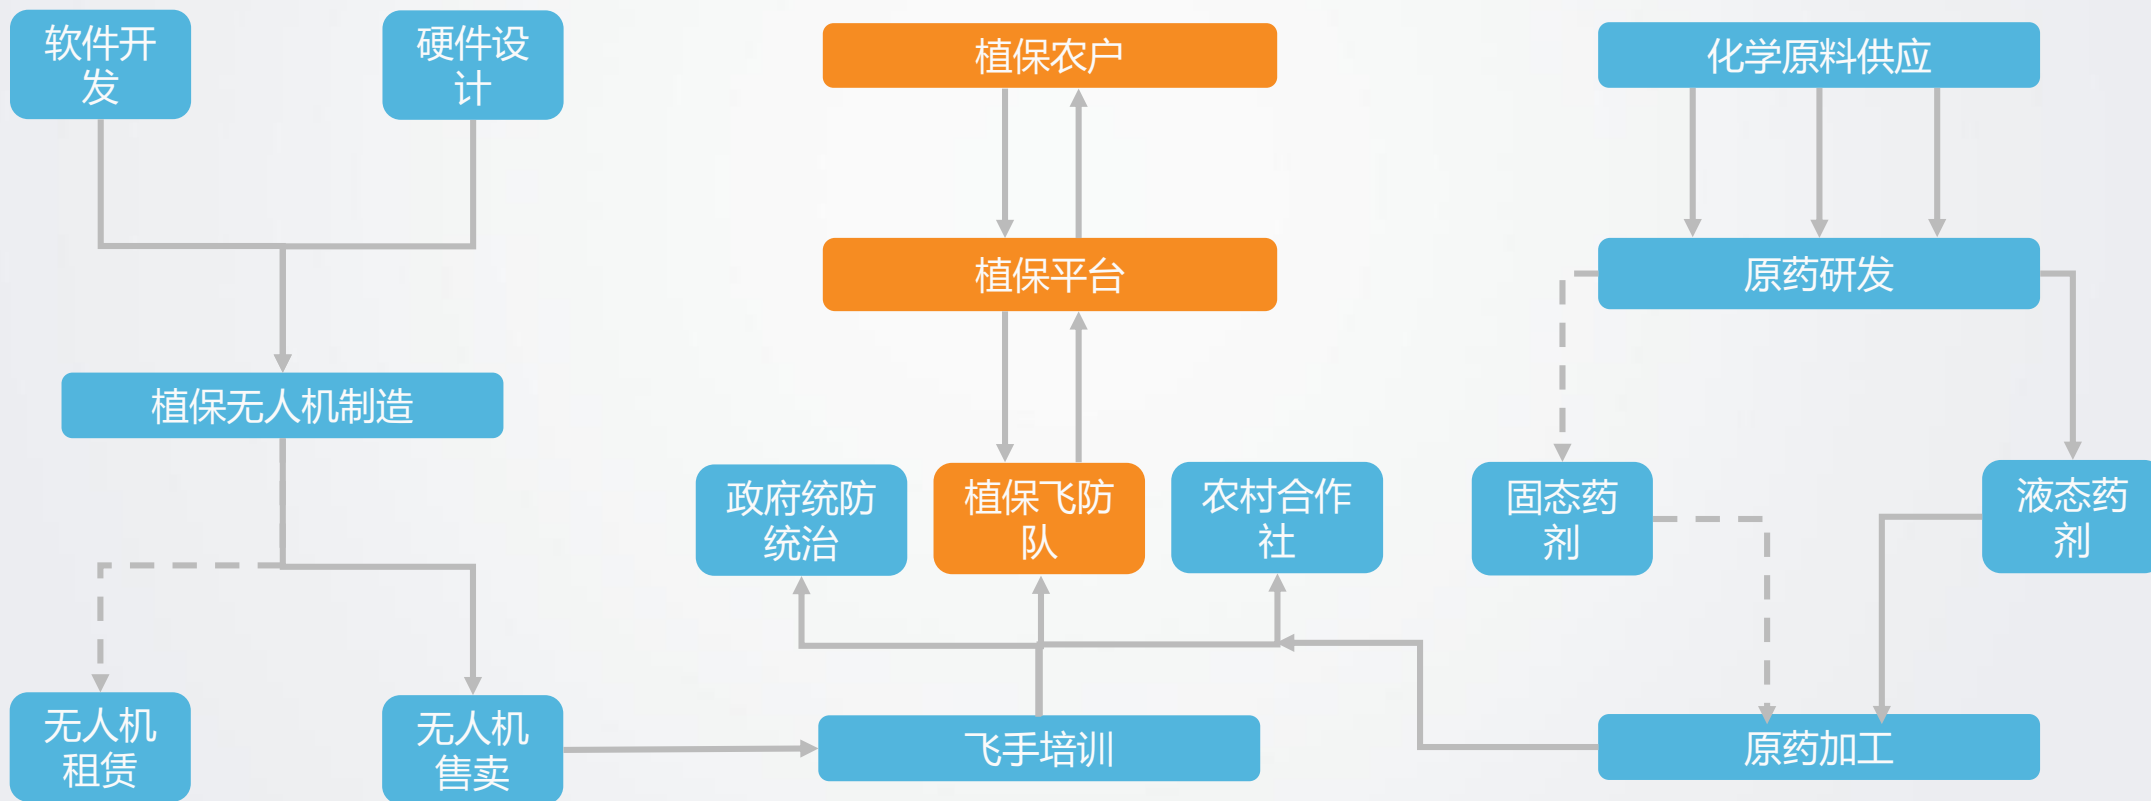 软件开
发
硬件设
计
植保农户
化学原料供应
植保平台
原药研发
植保无人机制造
政府统防
统治
植保飞防
队
农村合作
社
固态药
剂
液态药
剂
无人机
租赁
无人机
售卖
飞手培训
原药加工